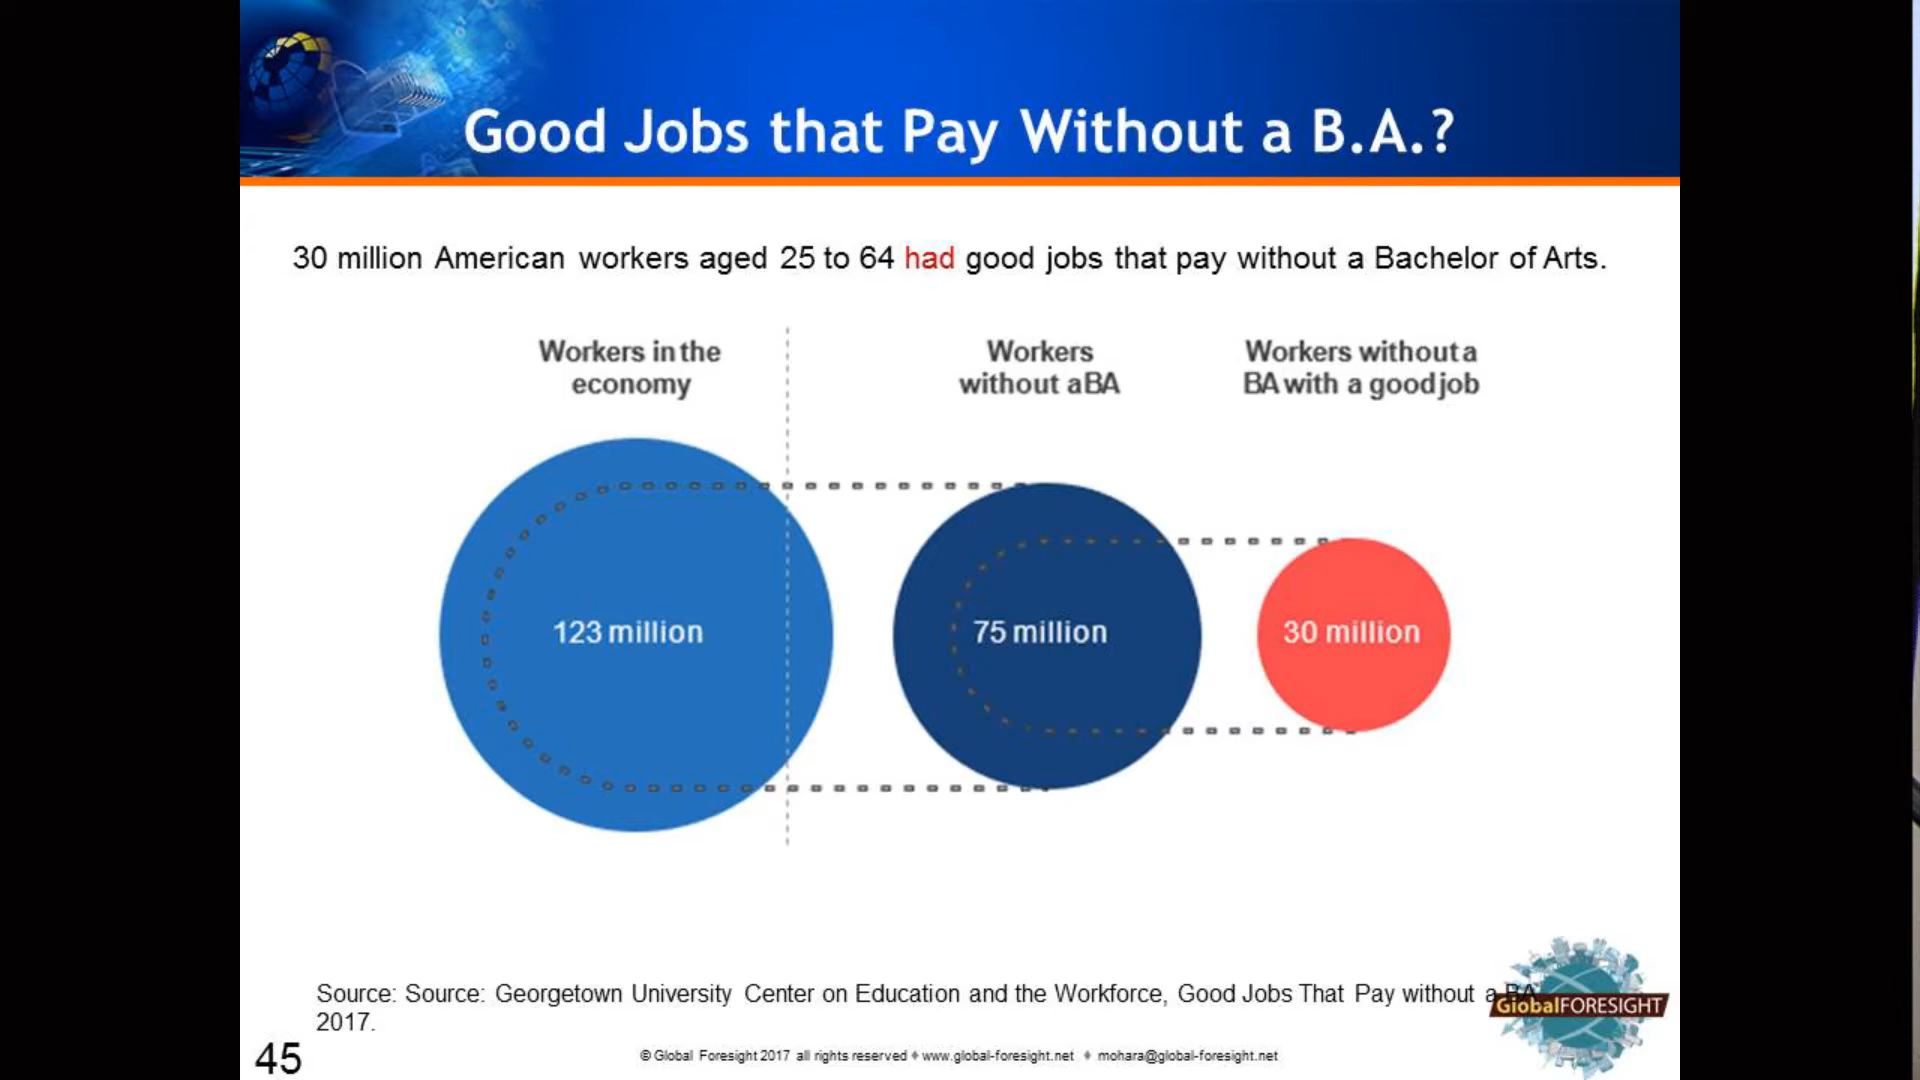 Good Jobs that Pay Without a B.A.?
30 million American workers aged 25 to 64 had good jobs that pay without a Bachelor of Arts.
Workers in the
economy
Workers
without a BA
Workers without a
BA with a good job
123 million
75 million
30 million
Source: Source: Georgetown University Center on Education and the Workforce, Good Jobs That Pay without a BA
2017.
GlobalFORESIGHT
45
© Global Foresight 2017 all rights reserved ♦ www.global-foresight.net ♦ mohara@global-foresight.net